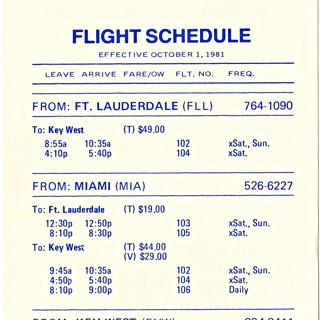 FLIGHT SCHEDULE
EFFECTIVE OCTOBER 1, 1981
LEAVE ARRIVE FARE/OW FLT. NO. FREQ.
FROM: FT. LAUDERDALE (FLL) 764-1090
To: Key West (T) $49.00
8:55a 10:35a 102 xSat., Sun.
4:10p 5:40p 104 xSat.
FROM: MIAMI (MIA) 526-6227
To: Ft. Lauderdale (T) $19.00
12:30p 12:50p 103 xSat., Sun.
8:10p 8:30p 105 xSat.
To: Key West (T) $44.00
(V) $29.00
9:45a 10:35a 102 xSat., Sun.
4:50p 5:40p 104 xSat.
8:10p 9:00p 106 Daily